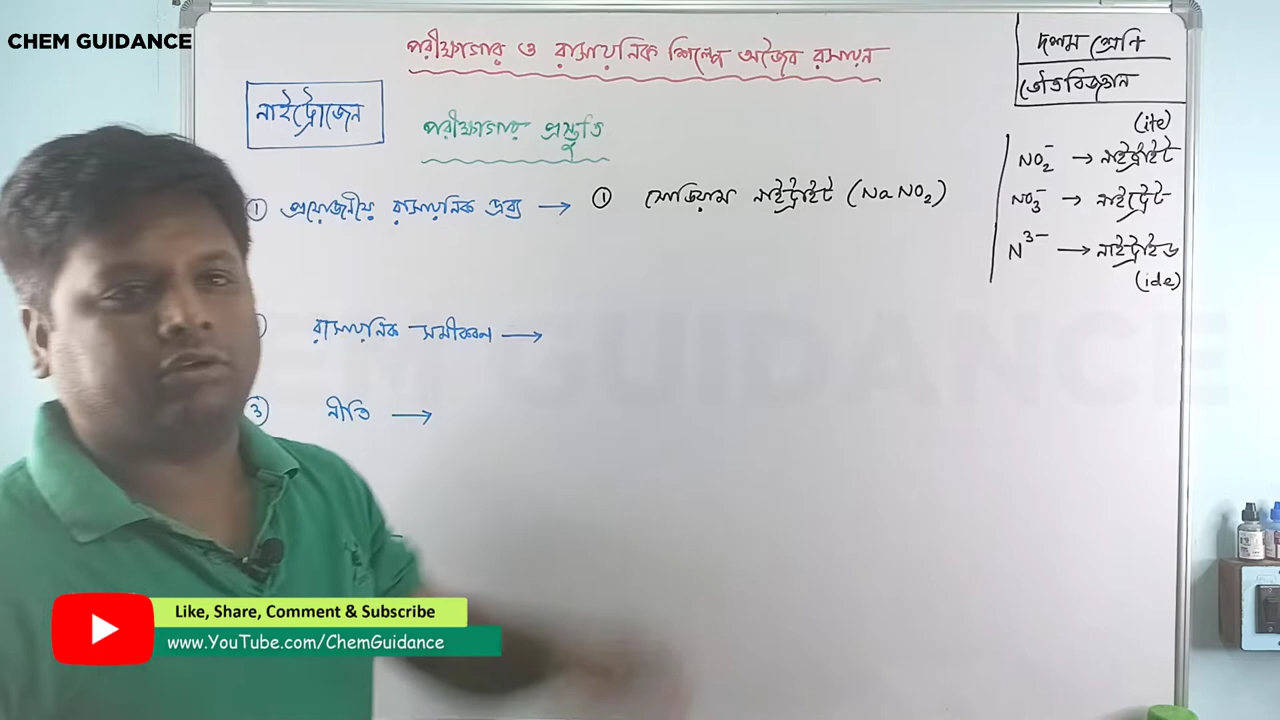 CHEM GUIDANCE
পরীক্ষাগার ও রাসায়নিক শিল্পে অজৈব রসায়ন
দশম শ্রেণি
ভৌতবিজ্ঞান
নাইট্রোজেন
পরীক্ষাগার প্রস্তুতি
(ite)
NO₂⁻ → নাইট্রাইট
① প্রয়োজনীয় রাসায়নিক দ্রব্য → ① সোডিয়াম নাইট্রাইট (NaNO₂)
NO₃⁻ → নাইট্রেট
N³⁻ → নাইট্রাইড
(ide)
রাসায়নিক সমীকরণ →
③ নীতি →
CHEM GUIDANCE
Like, Share, Comment & Subscribe
www.YouTube.com/ChemGuidance